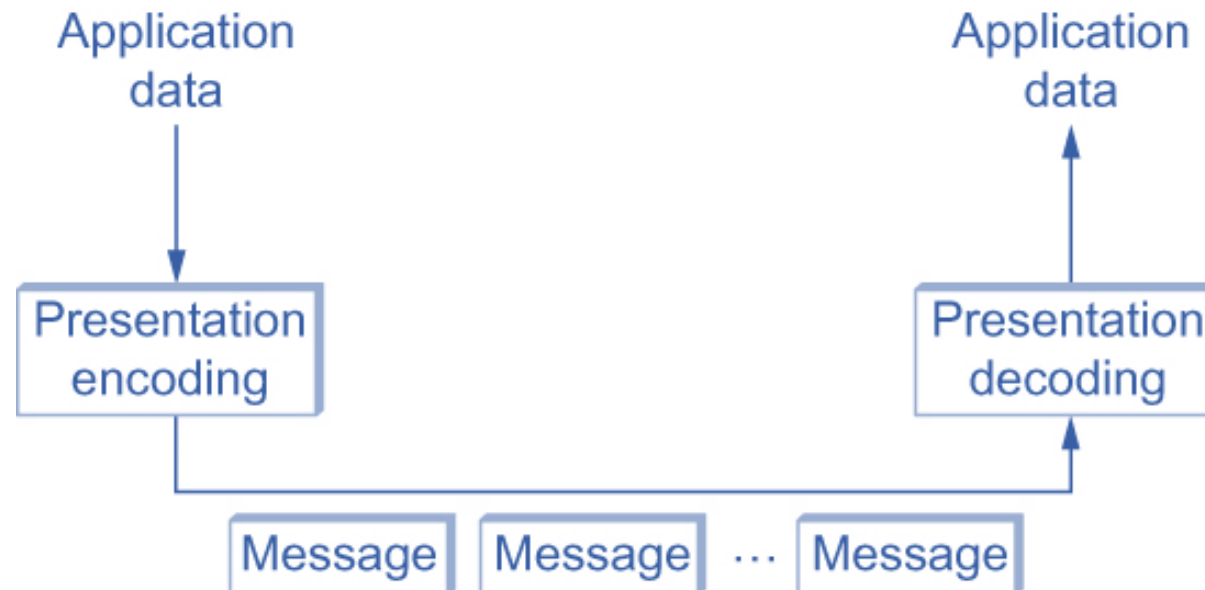 Application
data
Application
data
Presentation
encoding
Presentation
decoding
Message
Message
...
Message